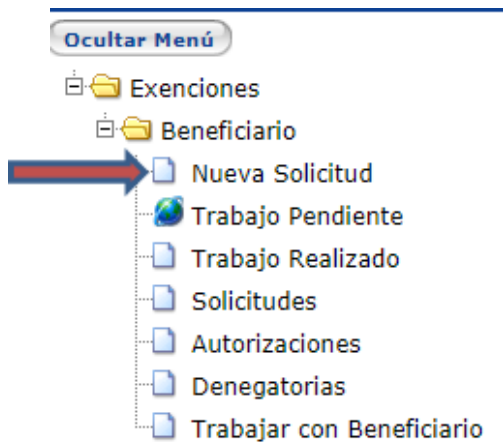 Ocultar Menú
Exenciones
Beneficiario
Nueva Solicitud
Trabajo Pendiente
Trabajo Realizado
Solicitudes
Autorizaciones
Denegatorias
Trabajar con Beneficiario